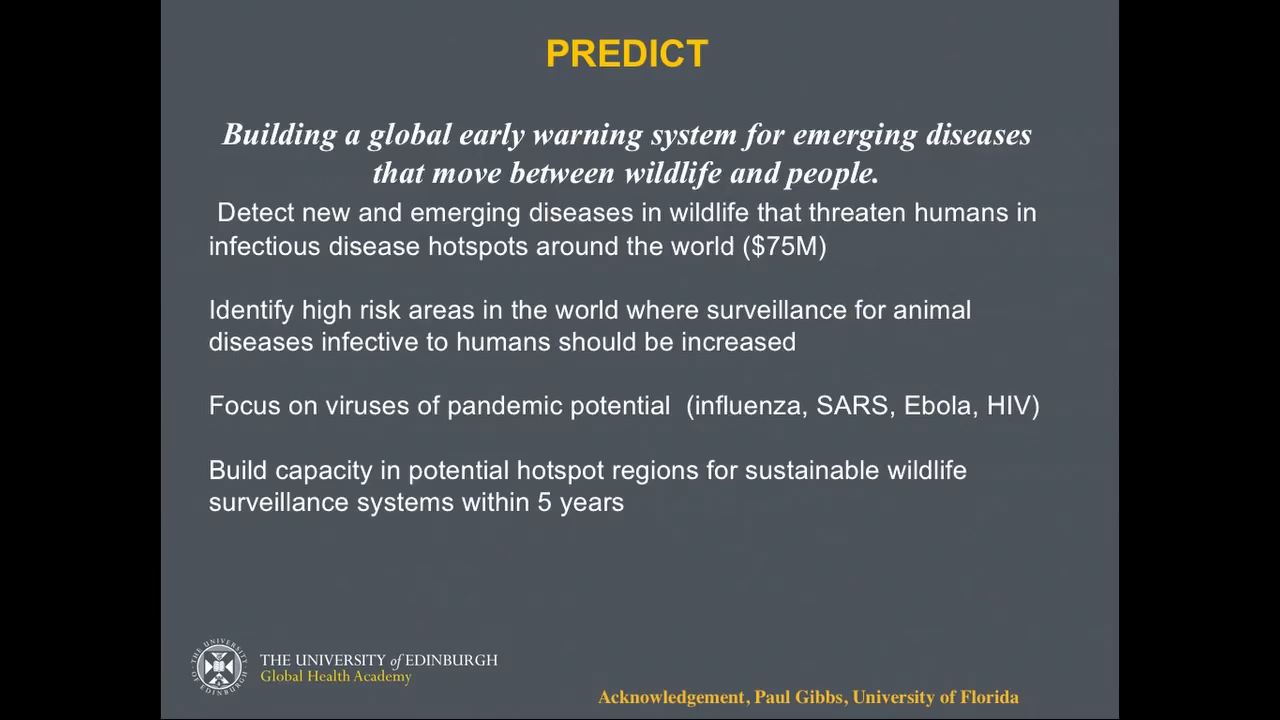 PREDICT
Building a global early warning system for emerging diseases
that move between wildlife and people.
Detect new and emerging diseases in wildlife that threaten humans in
infectious disease hotspots around the world ($75M)
Identify high risk areas in the world where surveillance for animal
diseases infective to humans should be increased
Focus on viruses of pandemic potential (influenza, SARS, Ebola, HIV)
Build capacity in potential hotspot regions for sustainable wildlife
surveillance systems within 5 years
THE UNIVERSITY of EDINBURGH
Global Health Academy
Acknowledgement, Paul Gibbs, University of Florida